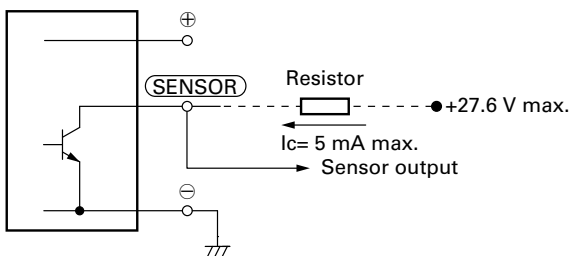 ⊕
SENSOR
Resistor
+27.6 V max.
Ic= 5 mA max.
Sensor output
⊖